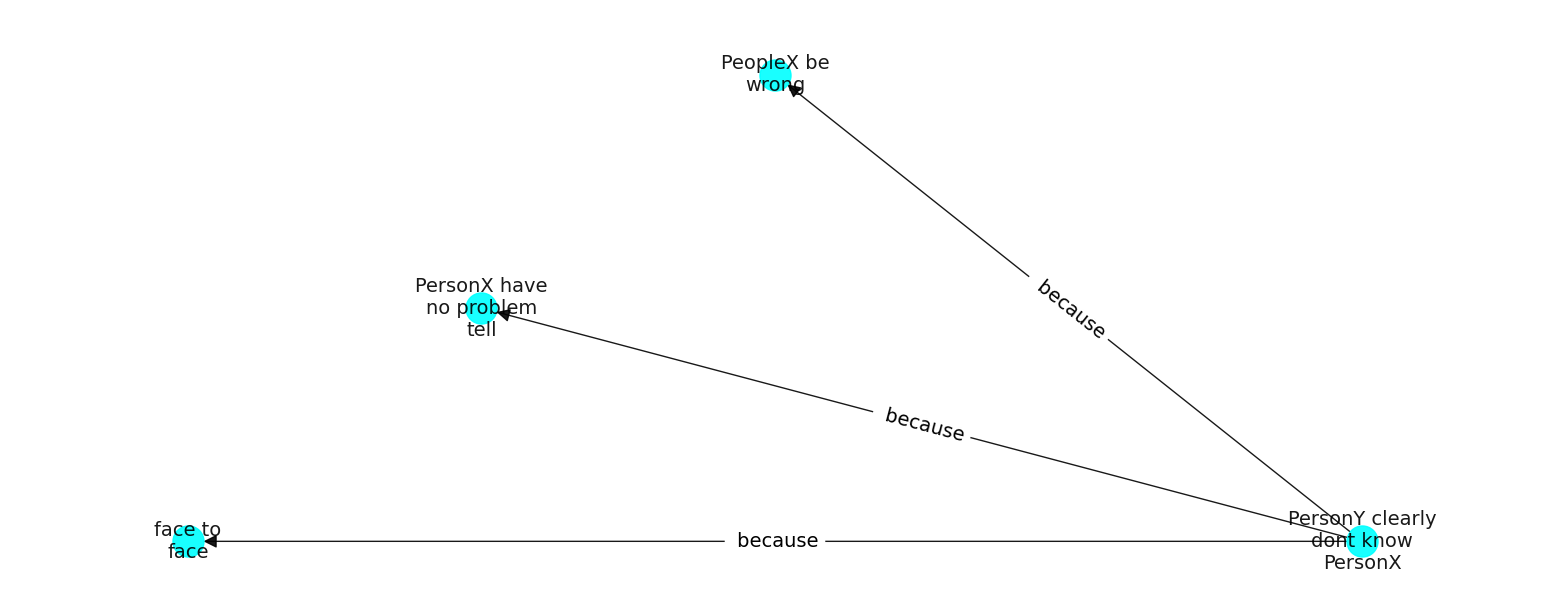 PeopleX be
wrong
PersonX have
no problem
tell
because
because
face to
face
because
PersonY clearly
dont know
PersonX